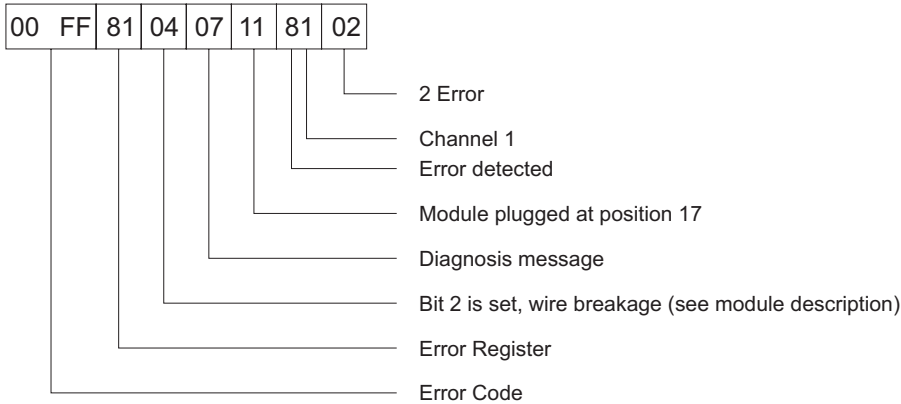 00 FF 81 04 07 11 81 02
2 Error
Channel 1
Error detected
Module plugged at position 17
Diagnosis message
Bit 2 is set, wire breakage (see module description)
Error Register
Error Code